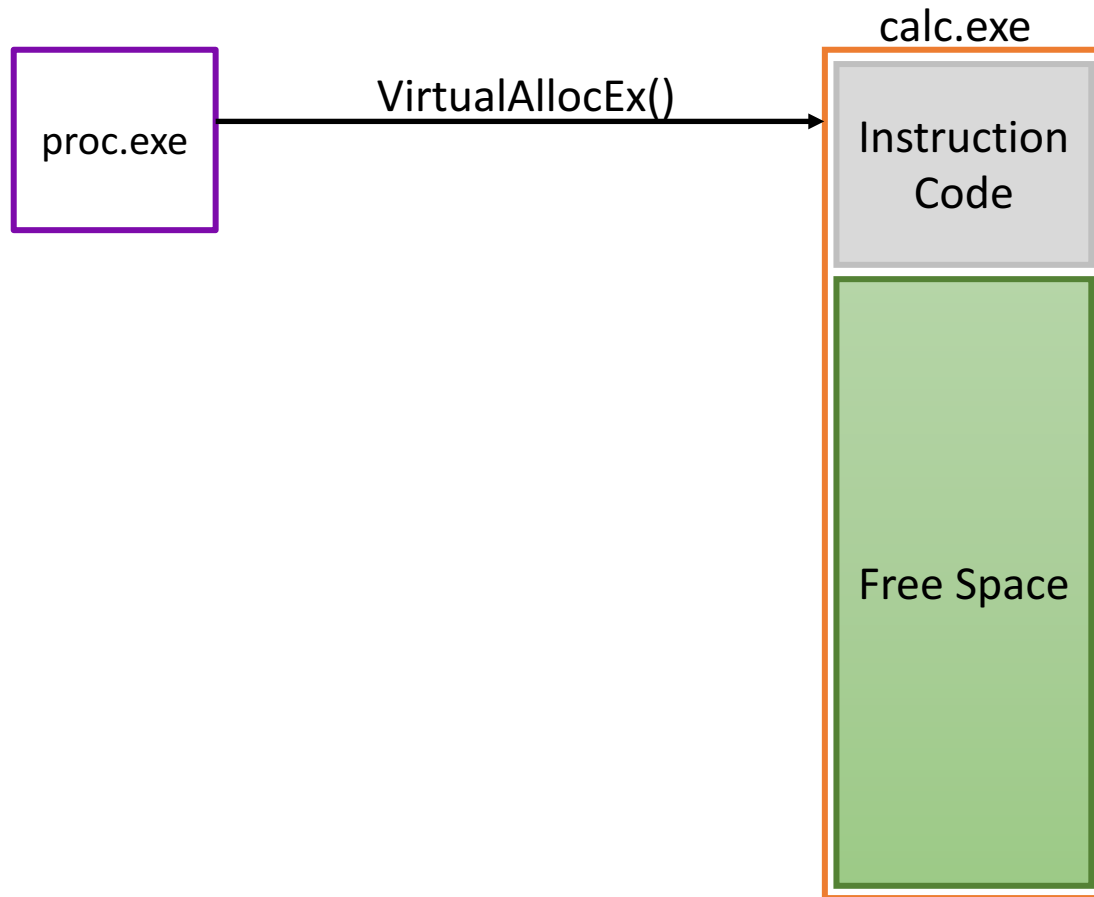 calc.exe
VirtualAllocEx()
proc.exe
Instruction
Code
Free Space